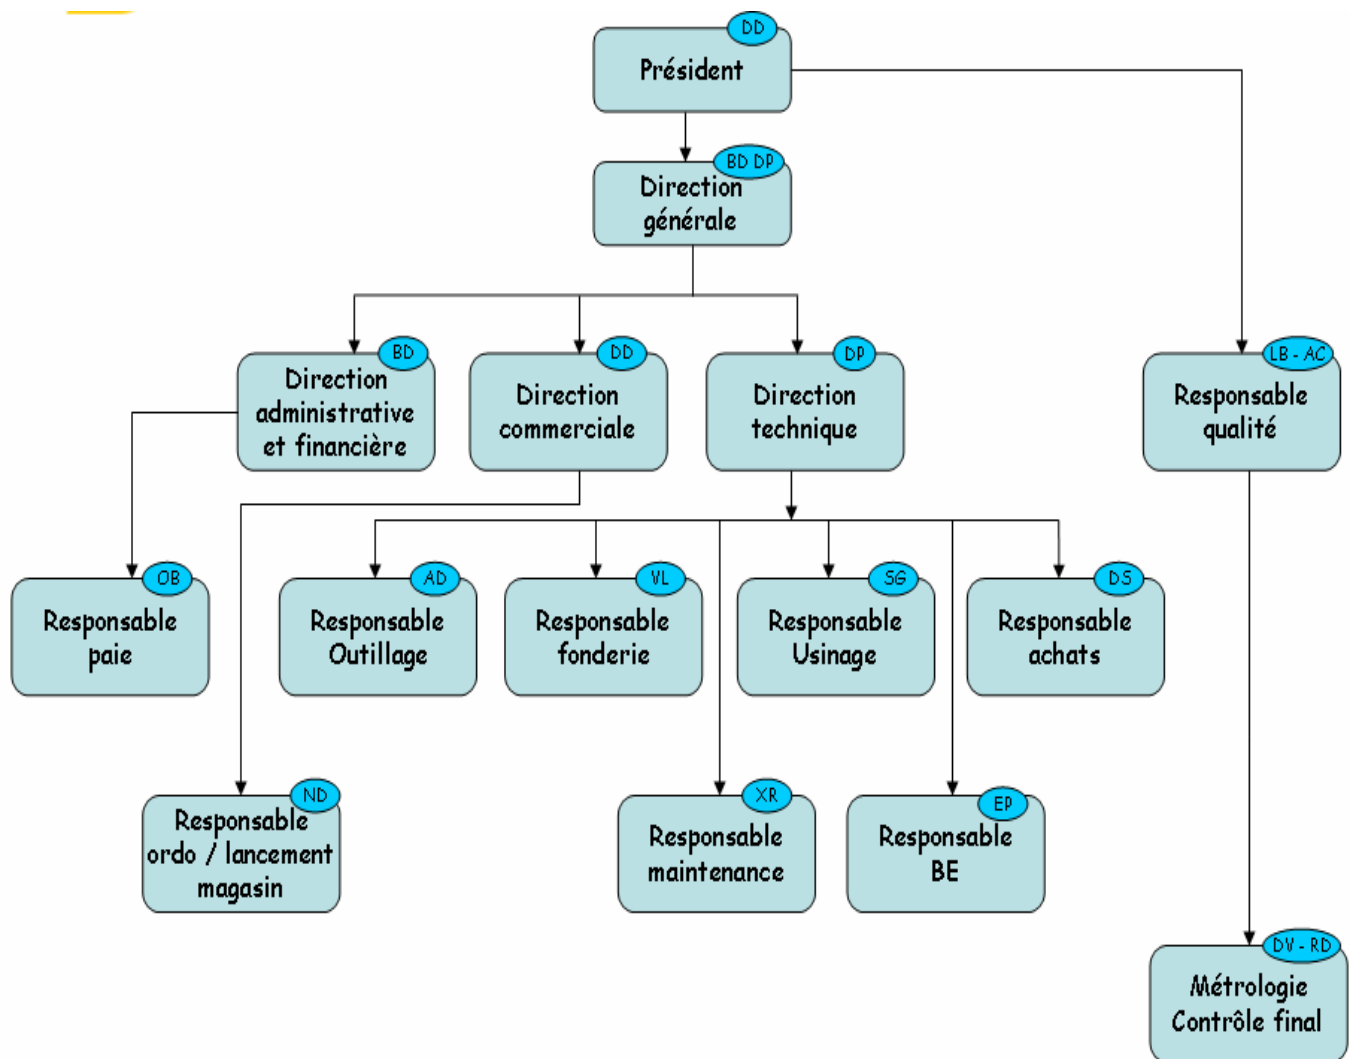 DD
Président
BD DP
Direction
générale
BD
Direction
administrative
et financière
DD
Direction
commerciale
DP
Direction
technique
LB - AC
Responsable
qualité
OB
Responsable
paie
AD
Responsable
Outillage
VL
Responsable
fonderie
SG
Responsable
Usinage
DS
Responsable
achats
ND
Responsable
ordo / lancement
magasin
XR
Responsable
maintenance
EP
Responsable
BE
DV - RD
Métrologie
Contrôle final